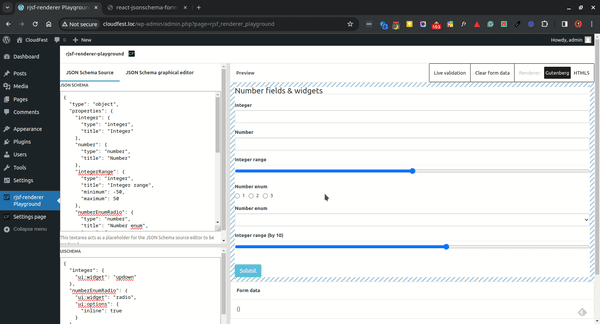 rjsf-renderer Playground
react-jsonschema-form
Not secure
cloudfest.loc/wp-admin/admin.php?page=rjsf_renderer_playground
CloudFest
0
New
Howdy, admin
Dashboard
Posts
Media
Pages
Comments
Appearance
Plugins
Users
Tools
Settings
rjsf-renderer
Playground
Settings page
Collapse menu
rjsf-renderer-playground
JSON Schema Source
JSON Schema graphical editor
JSON SCHEMA
{
"type": "object",
"properties": {
"integer": {
"type": "integer",
"title": "Integer"
},
"number": {
"type": "number",
"title": "Number"
},
"integerRange": {
"type": "integer",
"title": "Integer range",
"minimum": -50,
"maximum": 50
},
"numberEnumRadio": {
"type": "number",
"title": "Number enum",
This textarea acts as a placeholder for the JSON Schema source editor to be
UISCHEMA
{
"integer": {
"ui:widget": "updown"
},
"numberEnumRadio": {
"ui:widget": "radio",
"ui:options": {
"inline": true
}
Preview
Live validation
Clear form data
Renderer
Gutenberg
HTML5
Number fields & widgets
Integer
Number
Integer range
Number enum
1 2 3
Number enum
Integer range (by 10)
Submit
Form data
{}